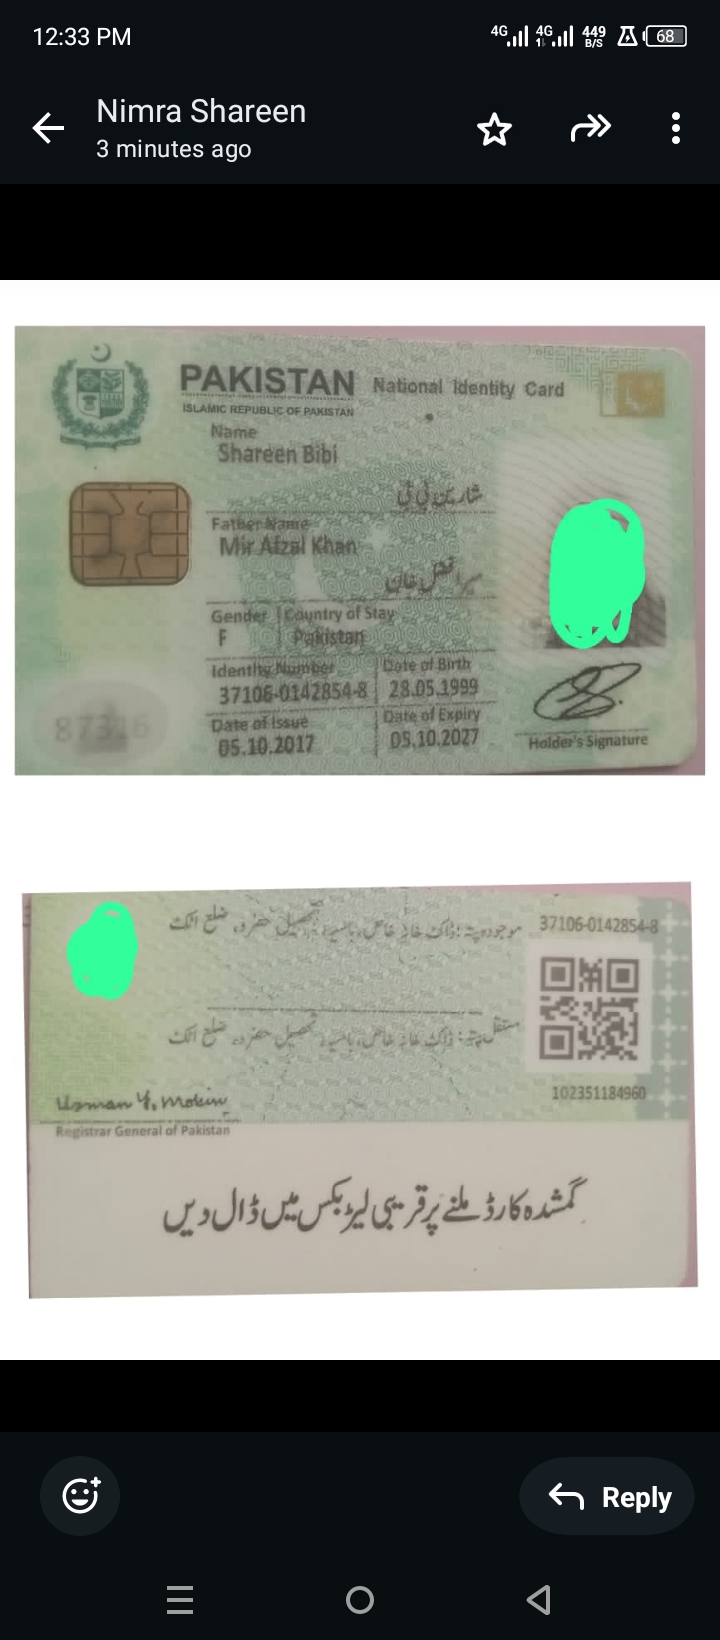 12:33 PM
4G 4G 449 B/S 68
Nimra Shareen
3 minutes ago
PAKISTAN National Identity Card
ISLAMIC REPUBLIC OF PAKISTAN
Name
Shareen Bibi
شارین بی بی
Father Name
Mir Afzal Khan
میر افضل خان
Gender Country of Stay
F Pakistan
Identity Number Date of Birth
37106-0142854-8 28.05.1999
Date of Issue Date of Expiry
05.10.2017 05.10.2027
Holder's Signature
87316
موجودہ پتہ: ڈاک خانہ خاص، تحصیل حضرو، ضلع اٹک
37106-0142854-8
مستقل پتہ: ڈاک خانہ خاص، تحصیل حضرو، ضلع اٹک
102351184960
Usman Y. Mobin
Registrar General of Pakistan
گمشدہ کارڈ ملنے پر قریبی لیٹر بکس میں ڈال دیں
Reply